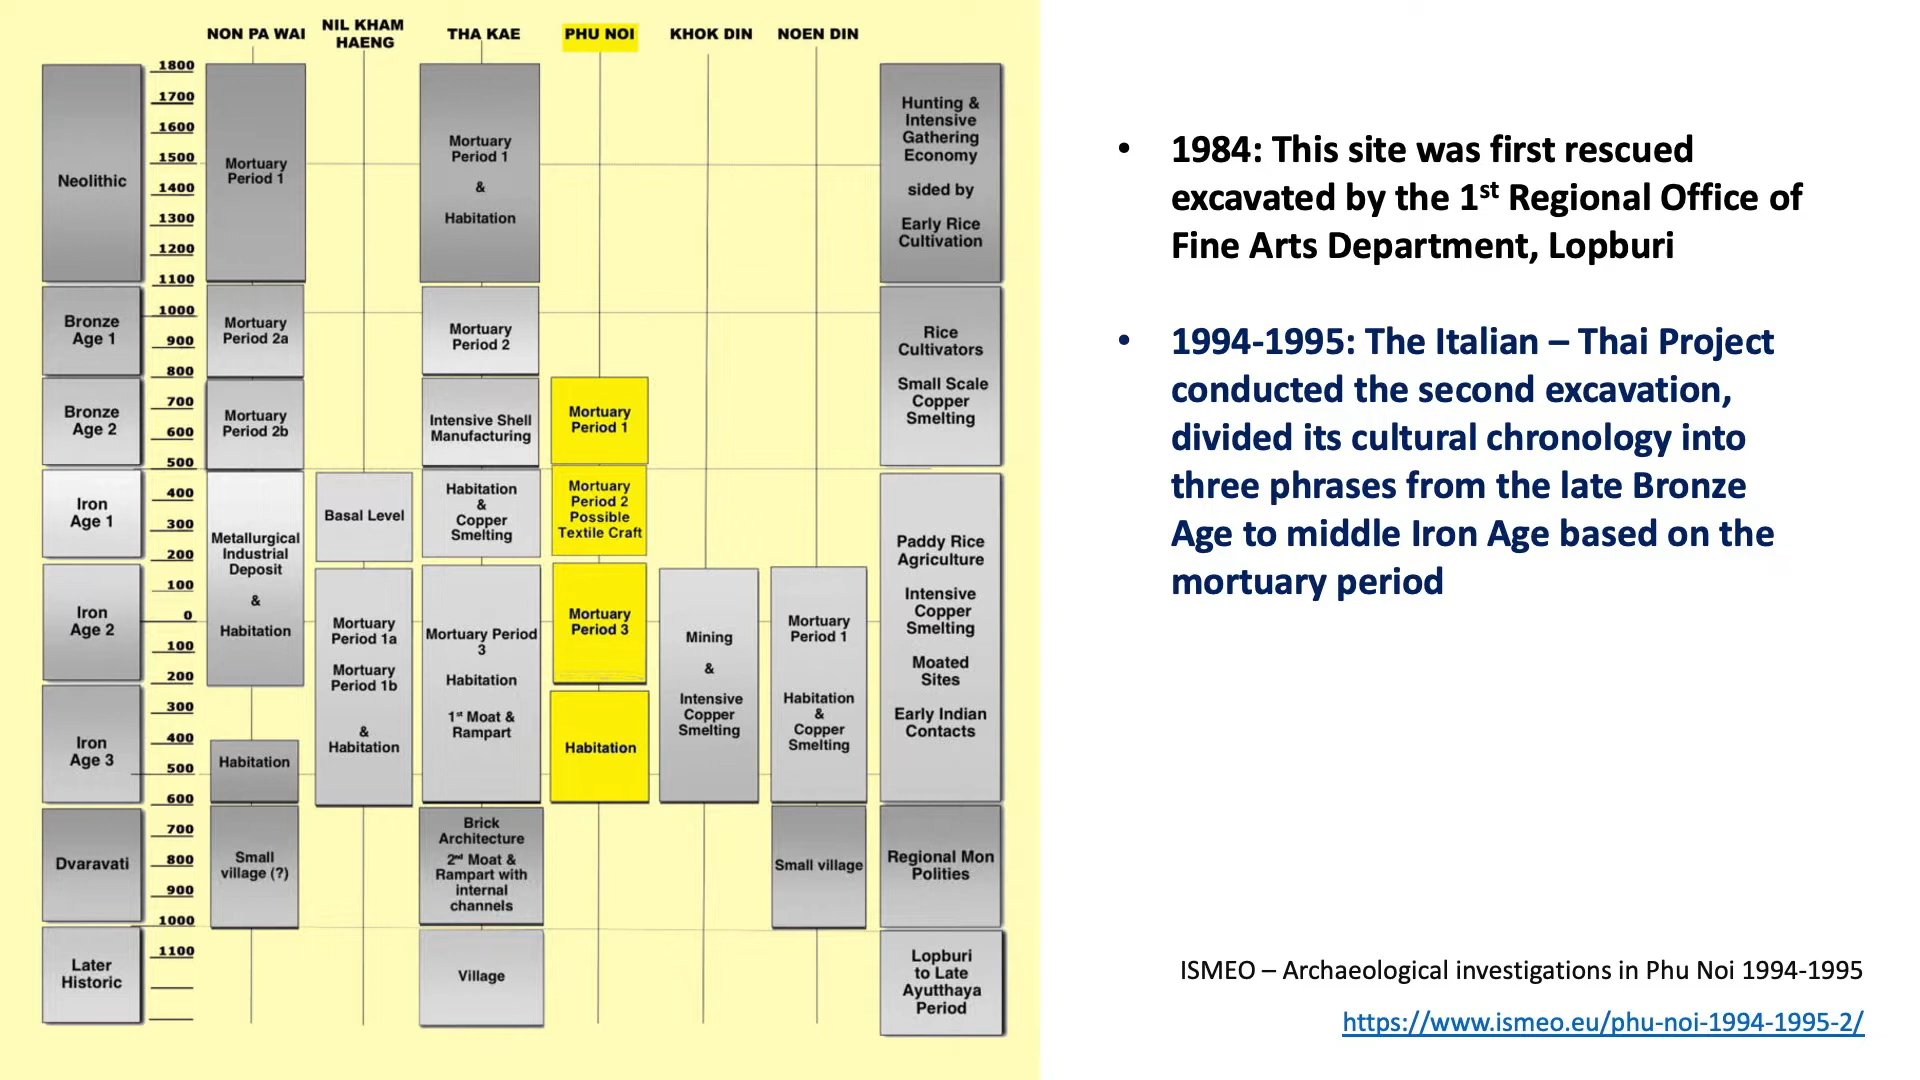 NON PA WAI
NIL KHAM
HAENG
THA KAE
PHU NOI
KHOK DIN
NOEN DIN
1800
1700
1600
1500
1400
1300
1200
1100
1000
900
800
700
600
500
400
300
200
100
0
100
200
300
400
500
600
700
800
900
1000
1100
Neolithic
Bronze
Age 1
Bronze
Age 2
Iron
Age 1
Iron
Age 2
Iron
Age 3
Dvaravati
Later
Historic
Mortuary
Period 1
Mortuary
Period 2a
Mortuary
Period 2b
Metallurgical
Industrial
Deposit
&
Habitation
Habitation
Small
village (?)
Basal Level
Mortuary
Period 1a
Mortuary
Period 1b
&
Habitation
Mortuary
Period 1
&
Habitation
Mortuary
Period 2
Intensive Shell
Manufacturing
Habitation
&
Copper
Smelting
Mortuary Period
3
Habitation
1st Moat &
Rampart
Brick
Architecture
2nd Moat &
Rampart with
internal
channels
Village
Mortuary
Period 1
Mortuary
Period 2
Possible
Textile Craft
Mortuary
Period 3
Habitation
Mining
&
Intensive
Copper
Smelting
Mortuary
Period 1
Habitation
&
Copper
Smelting
Small village
Hunting &
Intensive
Gathering
Economy
sided by
Early Rice
Cultivation
Rice
Cultivators
Small Scale
Copper
Smelting
Paddy Rice
Agriculture
Intensive
Copper
Smelting
Moated
Sites
Early Indian
Contacts
Regional Mon
Polities
Lopburi
to Late
Ayutthaya
Period
• 1984: This site was first rescued
excavated by the 1st Regional Office of
Fine Arts Department, Lopburi
• 1994-1995: The Italian – Thai Project
conducted the second excavation,
divided its cultural chronology into
three phrases from the late Bronze
Age to middle Iron Age based on the
mortuary period
ISMEO – Archaeological investigations in Phu Noi 1994-1995
https://www.ismeo.eu/phu-noi-1994-1995-2/